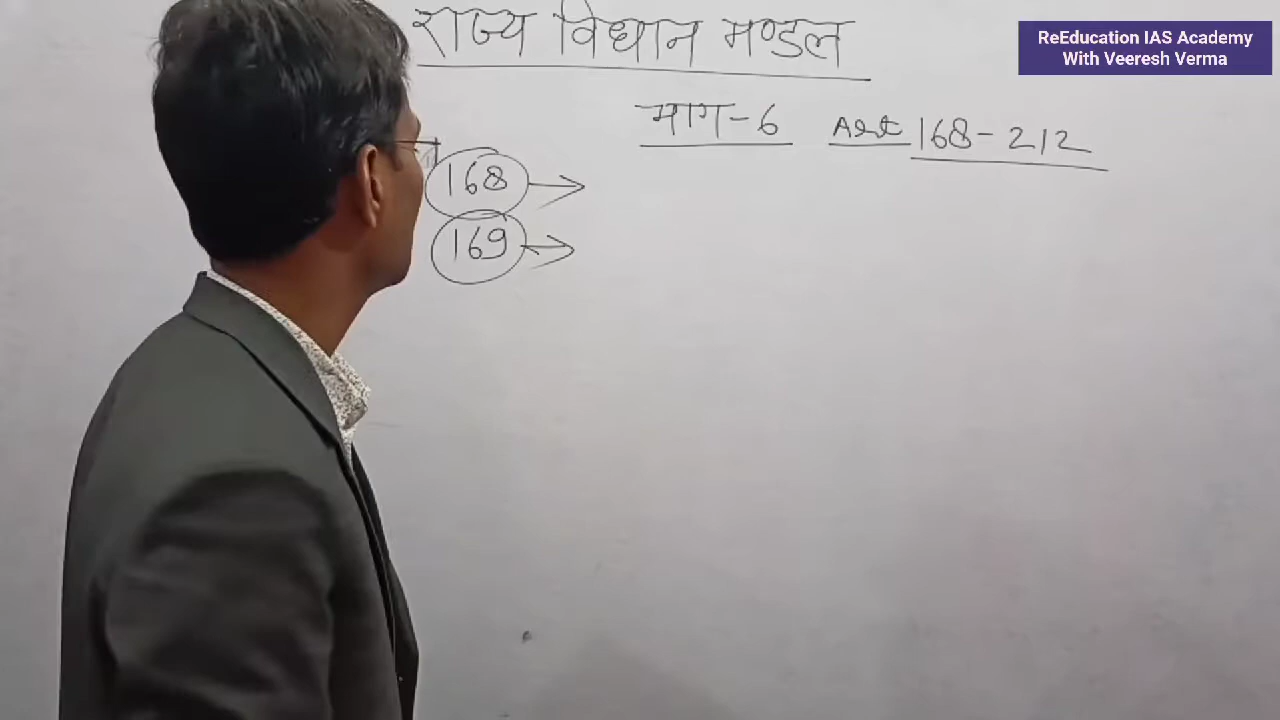 राज्य विधान मण्डल
ReEducation IAS Academy
With Veeresh Verma
भाग-6 Art 168-212
168 →
169 →